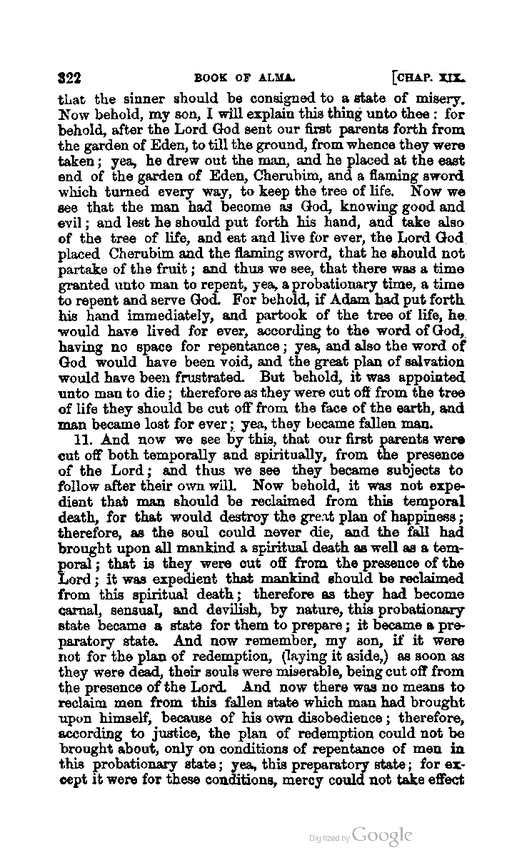 322 BOOK OF ALMA. [CHAP. XIX.
that the sinner should be consigned to a state of misery.
Now behold, my son, I will explain this thing unto thee: for
behold, after the Lord God sent our first parents forth from
the garden of Eden, to till the ground, from whence they were
taken; yea, he drew out the man, and he placed at the east
end of the garden of Eden, Cherubim, and a flaming sword
which turned every way, to keep the tree of life. Now we
see that the man had become as God, knowing good and
evil; and lest he should put forth his hand, and take also
of the tree of life, and eat and live for ever, the Lord God
placed Cherubim and the flaming sword, that he should not
partake of the fruit; and thus we see, that there was a time
granted unto man to repent, yea, a probationary time, a time
to repent and serve God. For behold, if Adam had put forth
his hand immediately, and partook of the tree of life, he
would have lived for ever, according to the word of God,
having no space for repentance; yea, and also the word of
God would have been void, and the great plan of salvation
would have been frustrated. But behold, it was appointed
unto man to die; therefore as they were cut off from the tree
of life they should be cut off from the face of the earth, and
man became lost for ever; yea, they became fallen man.
11. And now we see by this, that our first parents were
cut off both temporally and spiritually, from the presence
of the Lord; and thus we see they became subjects to
follow after their own will. Now behold, it was not expe-
dient that man should be reclaimed from this temporal
death, for that would destroy the great plan of happiness;
therefore, as the soul could never die, and the fall had
brought upon all mankind a spiritual death as well as a tem-
poral; that is they were cut off from the presence of the
Lord; it was expedient that mankind should be reclaimed
from this spiritual death; therefore as they had become
carnal, sensual, and devilish, by nature, this probationary
state became a state for them to prepare; it became a pre-
paratory state. And now remember, my son, if it were
not for the plan of redemption, (laying it aside,) as soon as
they were dead, their souls were miserable, being cut off from
the presence of the Lord. And now there was no means to
reclaim men from this fallen state which man had brought
upon himself, because of his own disobedience; therefore,
according to justice, the plan of redemption could not be
brought about, only on conditions of repentance of men in
this probationary state; yea, this preparatory state; for ex-
cept it were for these conditions, mercy could not take effect
Digitized by Google